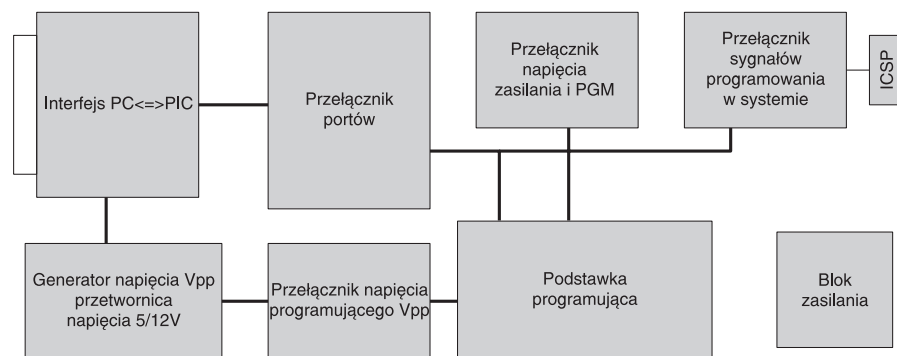 Interfejs PC<=>PIC
Przełącznik
portów
Przełącznik
napięcia
zasilania i PGM
Przełącznik
sygnałów
programowania
w systemie
ICSP
Generator napięcia Vpp
przetwornica
napięcia 5/12V
Przełącznik napięcia
programującego Vpp
Podstawka
programująca
Blok
zasilania